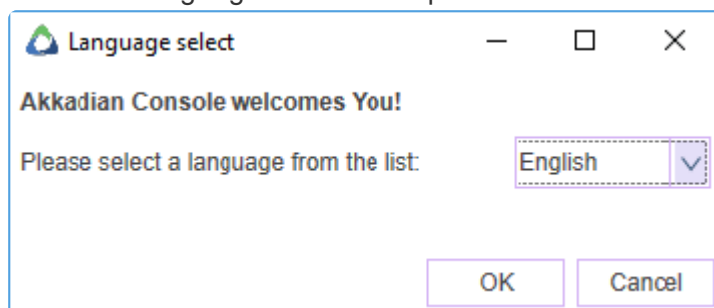 Language select
Akkadian Console welcomes You!
Please select a language from the list:
English
OK
Cancel